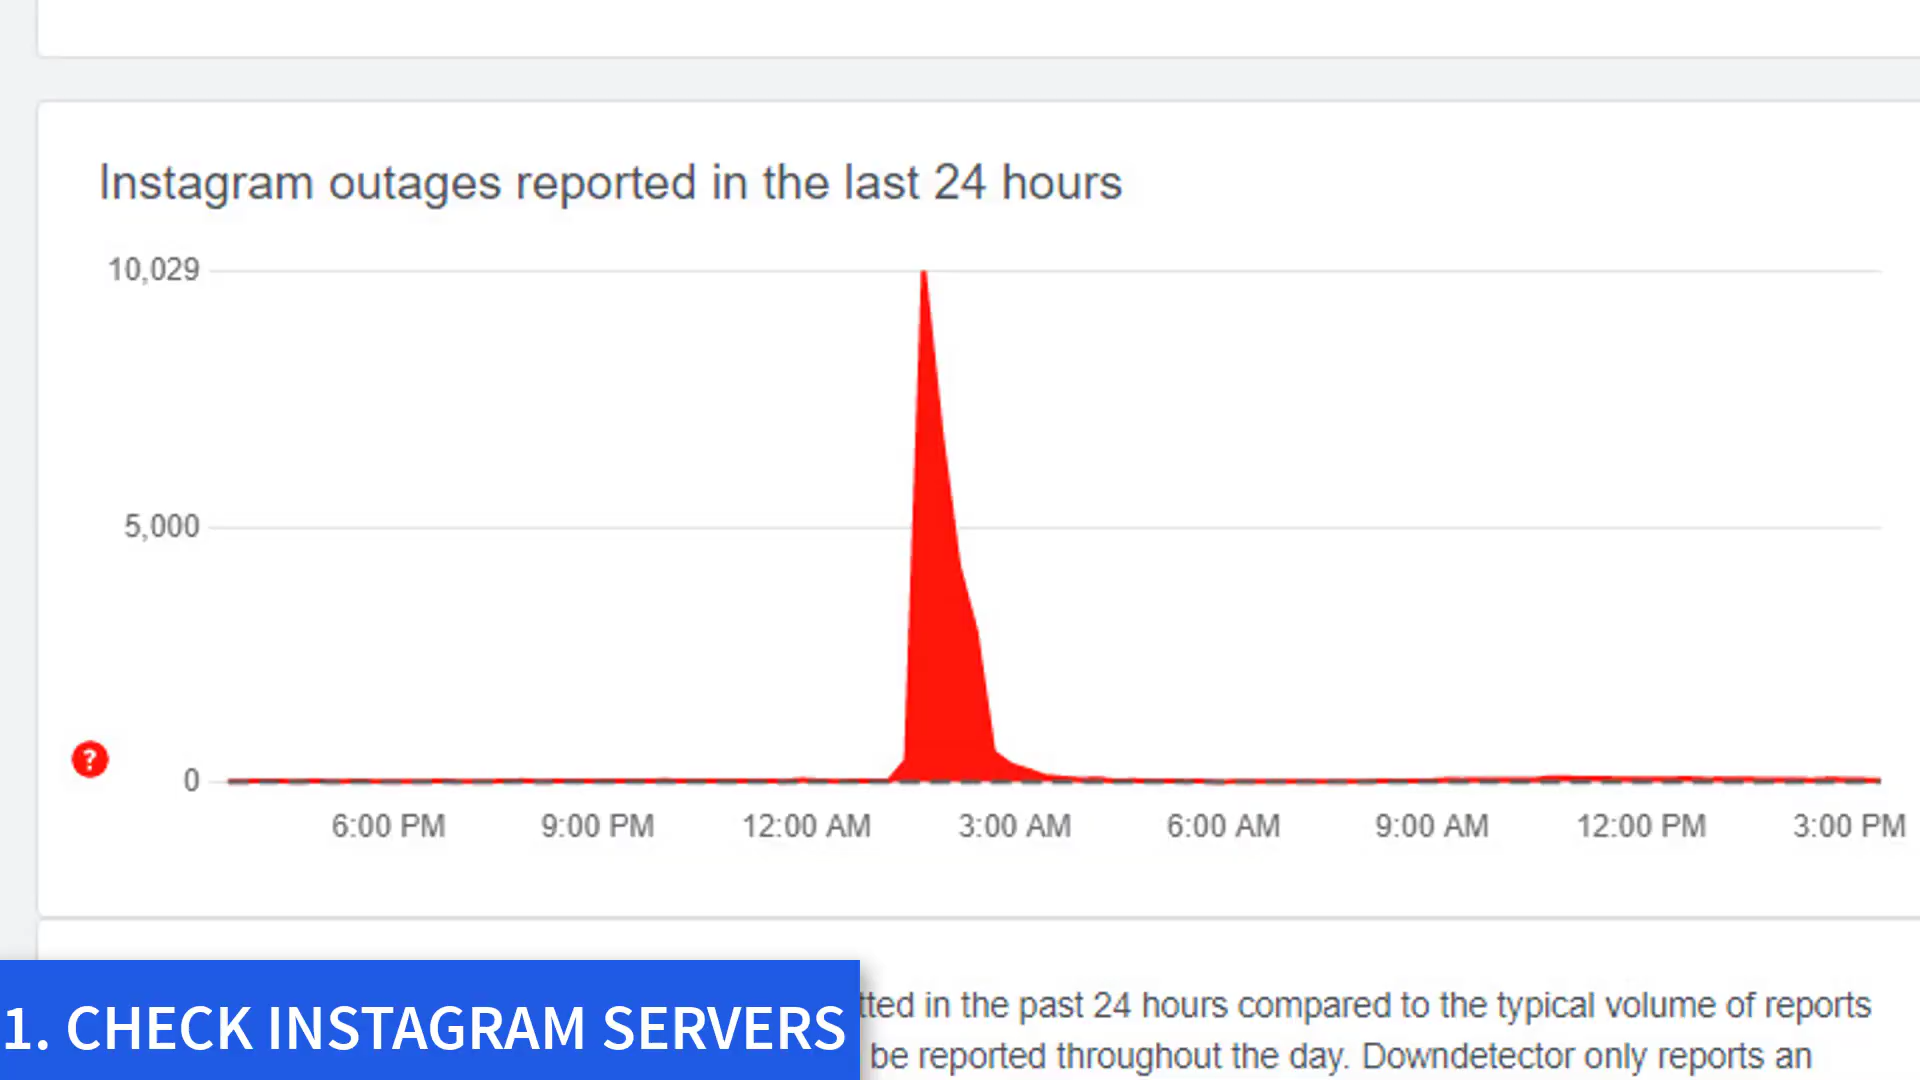 Instagram outages reported in the last 24 hours
10,029
5,000
?
0
6:00 PM 9:00 PM 12:00 AM 3:00 AM 6:00 AM 9:00 AM 12:00 PM 3:00 PM
1. CHECK INSTAGRAM SERVERS
tted in the past 24 hours compared to the typical volume of reports
be reported throughout the day. Downdetector only reports an